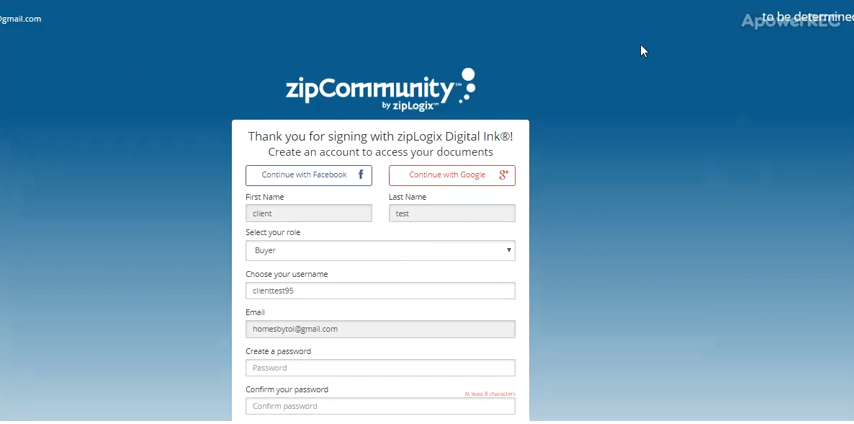 @gmail.com
to be determined
ApowerREC
zipCommunity
by zipLogix
Thank you for signing with zipLogix Digital Ink®!
Create an account to access your documents
Continue with Facebook f
Continue with Google g+
First Name
Last Name
client
test
Select your role
Buyer
Choose your username
clienttest95
Email
homesbytol@gmail.com
Create a password
Password
Confirm your password
At least 8 characters
Confirm password